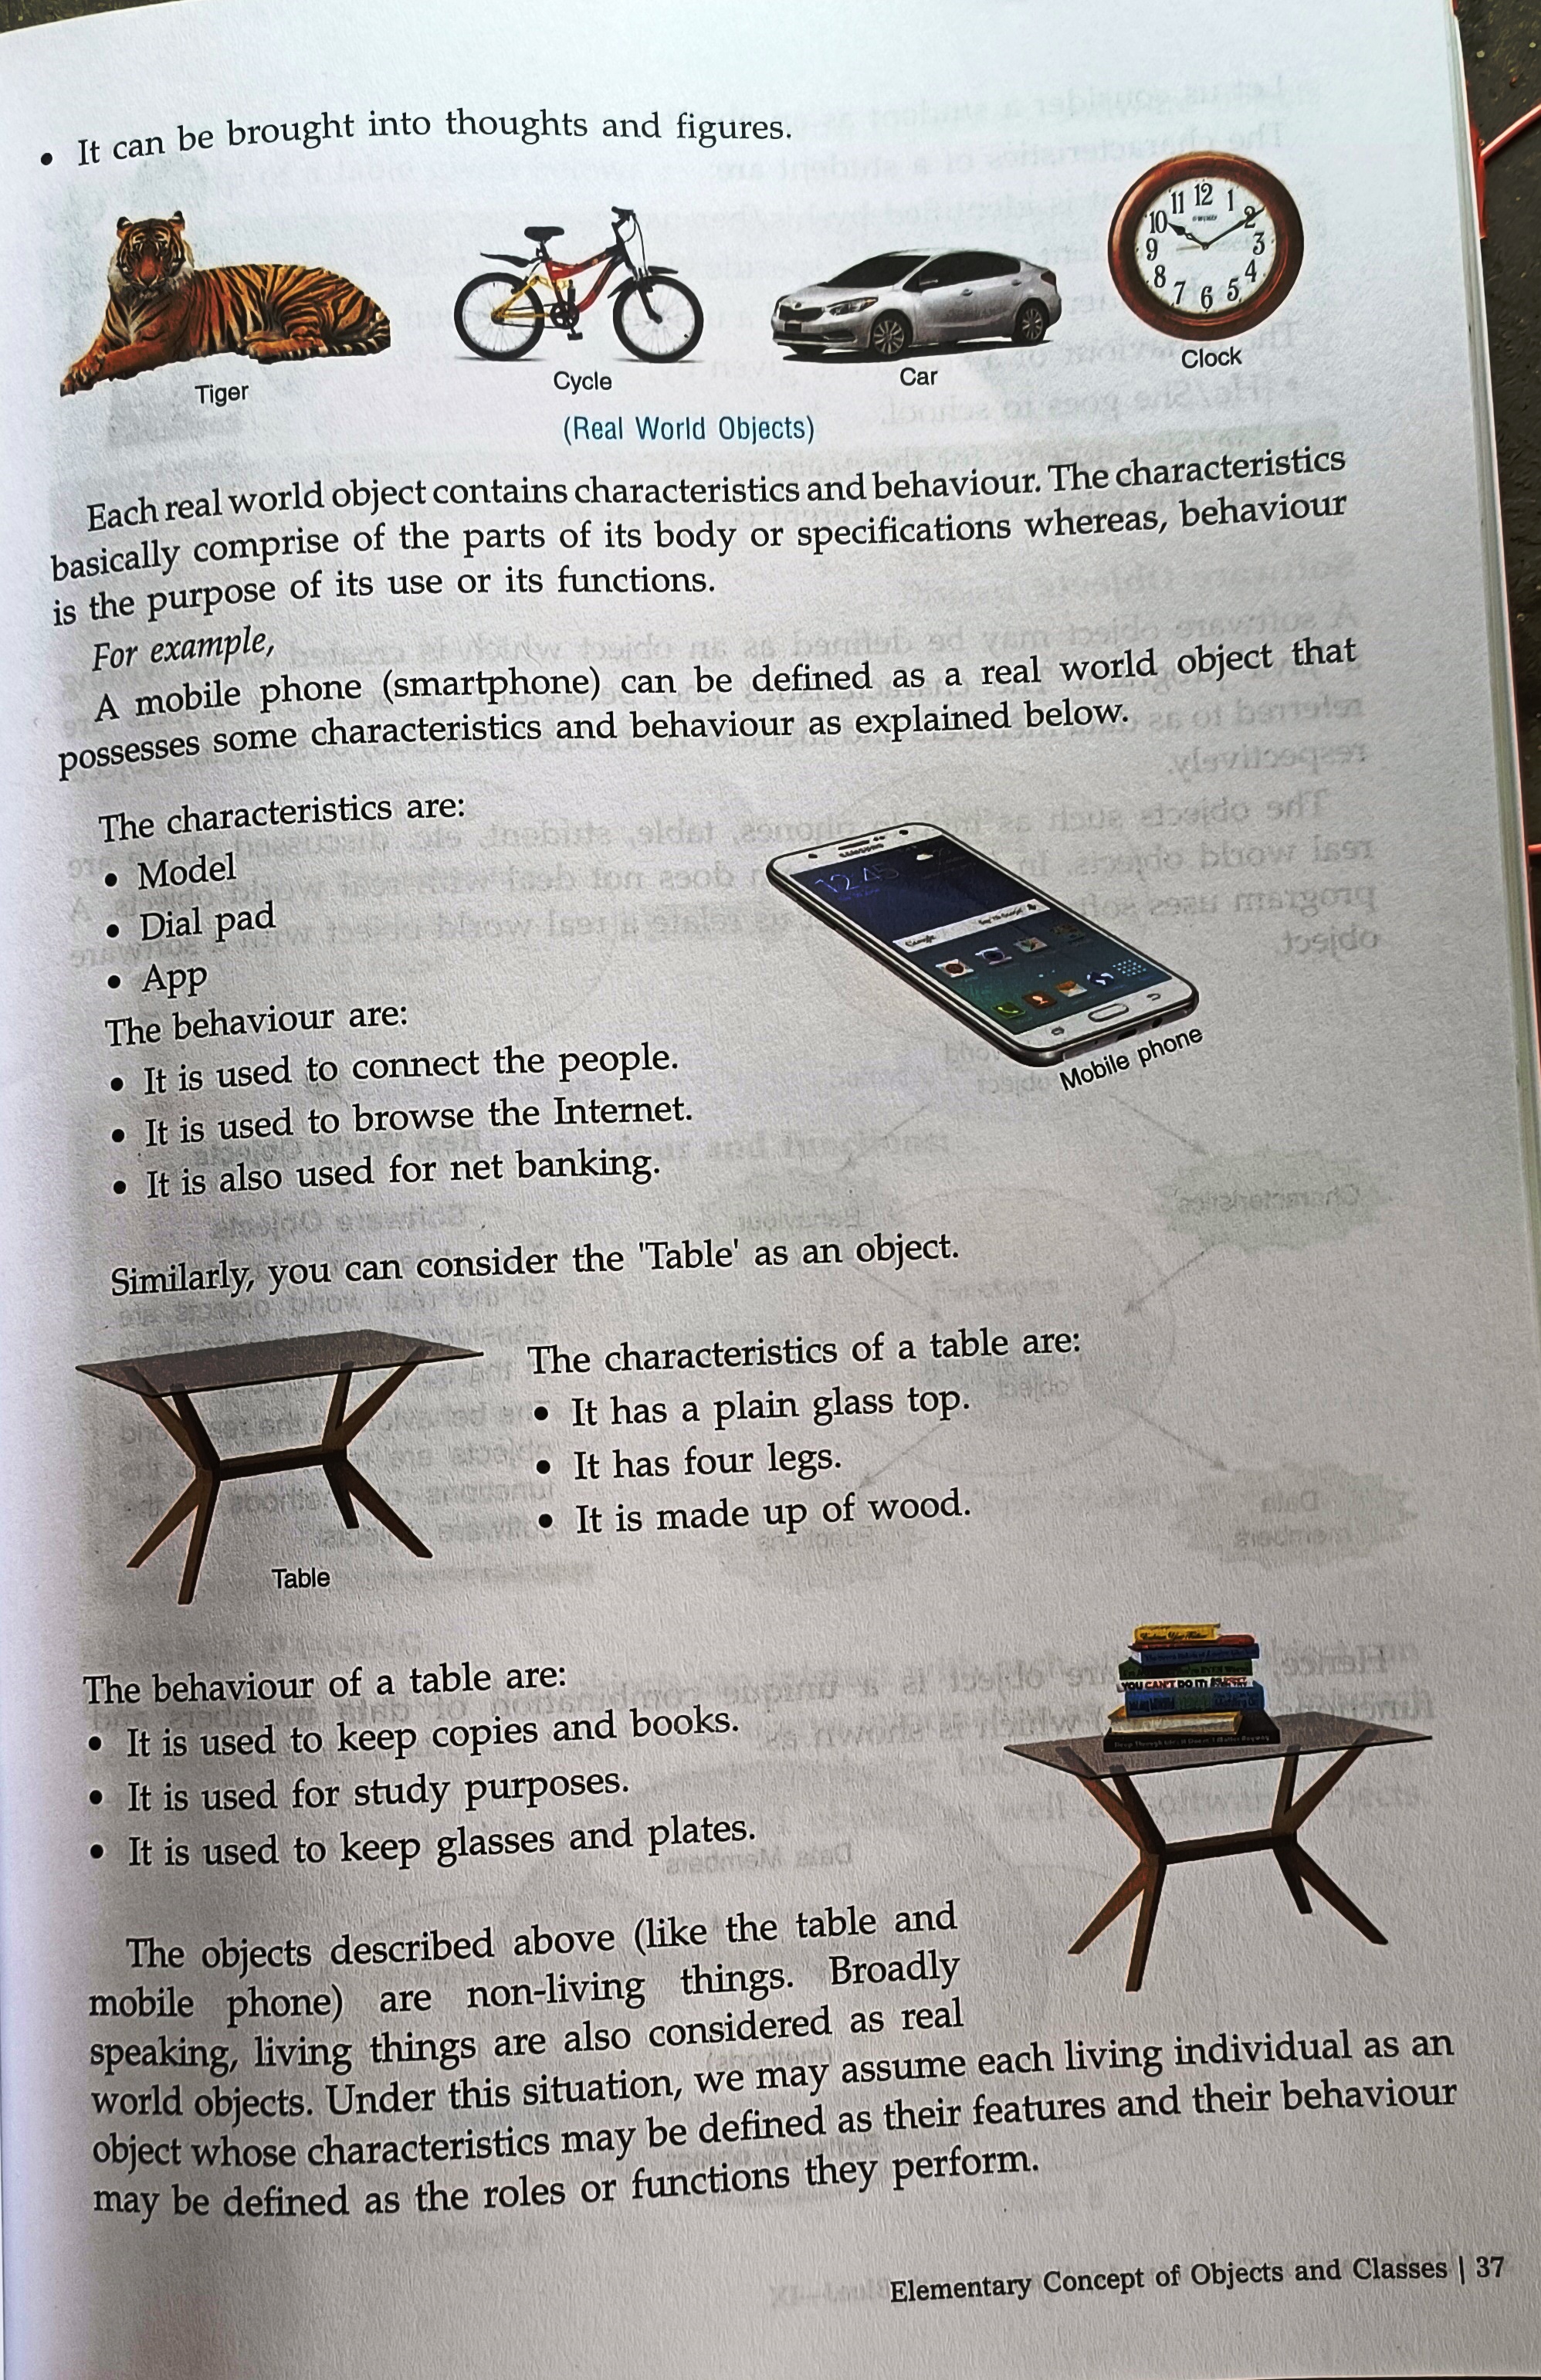 • It can be brought into thoughts and figures.
11 12 1
10 2
9 3
8 4
7 6 5
Tiger
Cycle
Car
Clock
(Real World Objects)
Each real world object contains characteristics and behaviour. The characteristics
basically comprise of the parts of its body or specifications whereas, behaviour
is the purpose of its use or its functions.
For example,
A mobile phone (smartphone) can be defined as a real world object that
possesses some characteristics and behaviour as explained below.
The characteristics are:
• Model
• Dial pad
• App
SAMSUNG
12:45
Google
Mobile phone
The behaviour are:
• It is used to connect the people.
• It is used to browse the Internet.
• It is also used for net banking.
Similarly, you can consider the 'Table' as an object.
Table
The characteristics of a table are:
• It has a plain glass top.
• It has four legs.
• It is made up of wood.
The behaviour of a table are:
• It is used to keep copies and books.
• It is used for study purposes.
• It is used to keep glasses and plates.
YOU CAN'T DO IT!
The objects described above (like the table and
mobile phone) are non-living things. Broadly
speaking, living things are also considered as real
world objects. Under this situation, we may assume each living individual as an
object whose characteristics may be defined as their features and their behaviour
may be defined as the roles or functions they perform.
Elementary Concept of Objects and Classes | 37